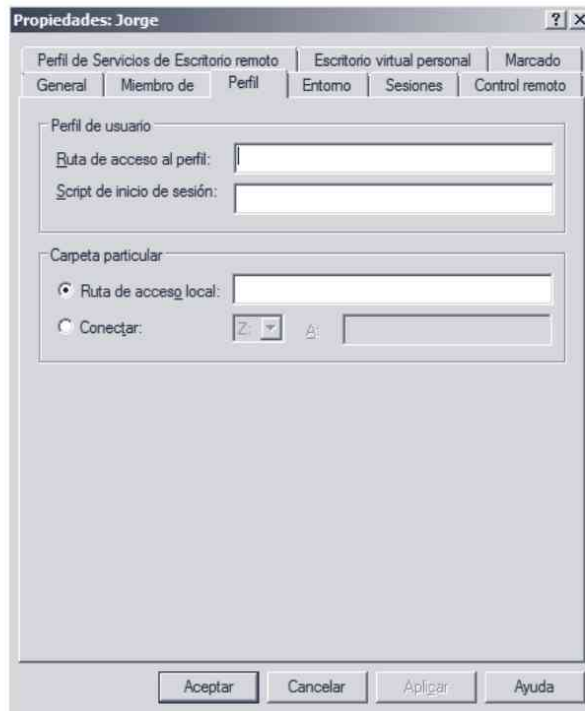 Propiedades: Jorge
Perfil de Servicios de Escritorio remoto Escritorio virtual personal Marcado
General Miembro de Perfil Entorno Sesiones Control remoto
Perfil de usuario
Ruta de acceso al perfil:
Script de inicio de sesión:
Carpeta particular
Ruta de acceso local:
Conectar: Z: A:
Aceptar Cancelar Aplicar Ayuda